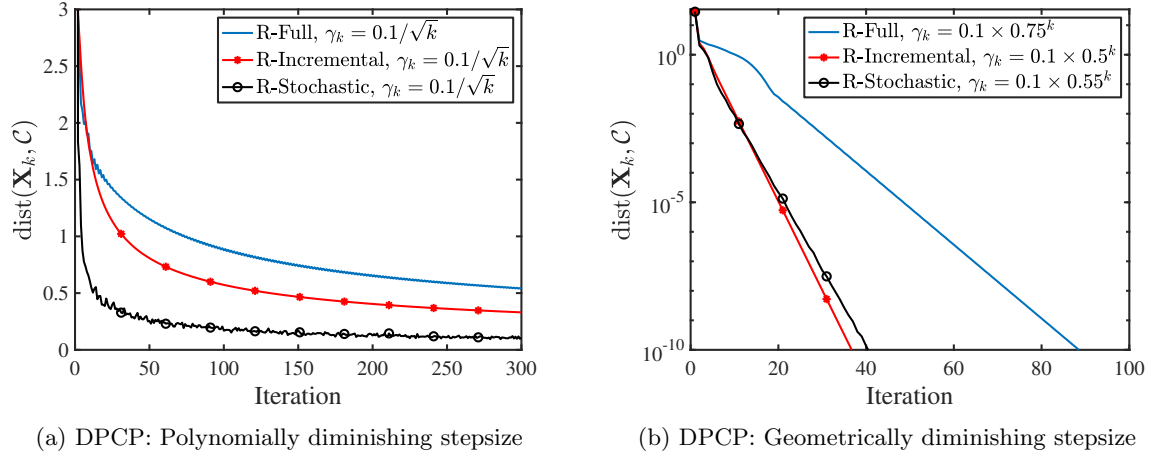 3
2.5
2
1.5
1
0.5
0
dist(X_k, C)
R-Full, γ_k = 0.1/√k
R-Incremental, γ_k = 0.1/√k
R-Stochastic, γ_k = 0.1/√k
0 50 100 150 200 250 300
Iteration
(a) DPCP: Polynomially diminishing stepsize
10^0
10^-5
10^-10
dist(X_k, C)
R-Full, γ_k = 0.1 × 0.75^k
R-Incremental, γ_k = 0.1 × 0.5^k
R-Stochastic, γ_k = 0.1 × 0.55^k
0 20 40 60 80 100
Iteration
(b) DPCP: Geometrically diminishing stepsize